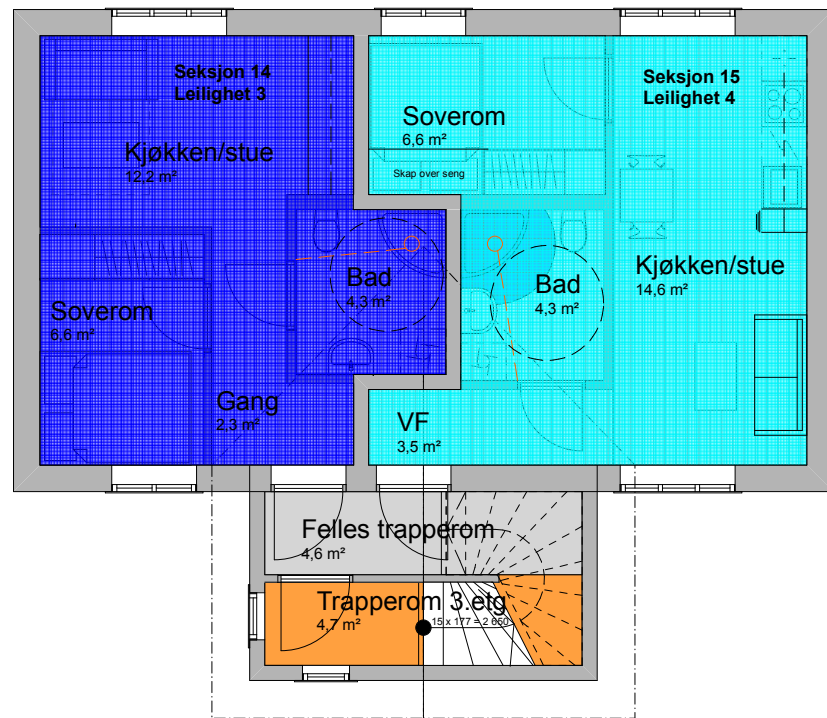 Seksjon 14
Leilighet 3
Kjøkken/stue
12,2 m²
Soverom
6,6 m²
Skap over seng
Seksjon 15
Leilighet 4
Kjøkken/stue
14,6 m²
Bad
4,3 m²
Bad
4,3 m²
Soverom
6,6 m²
Gang
2,3 m²
VF
3,5 m²
Felles trapperom
4,6 m²
Trapperom 3.etg
4,7 m²
15 x 177 = 2 650